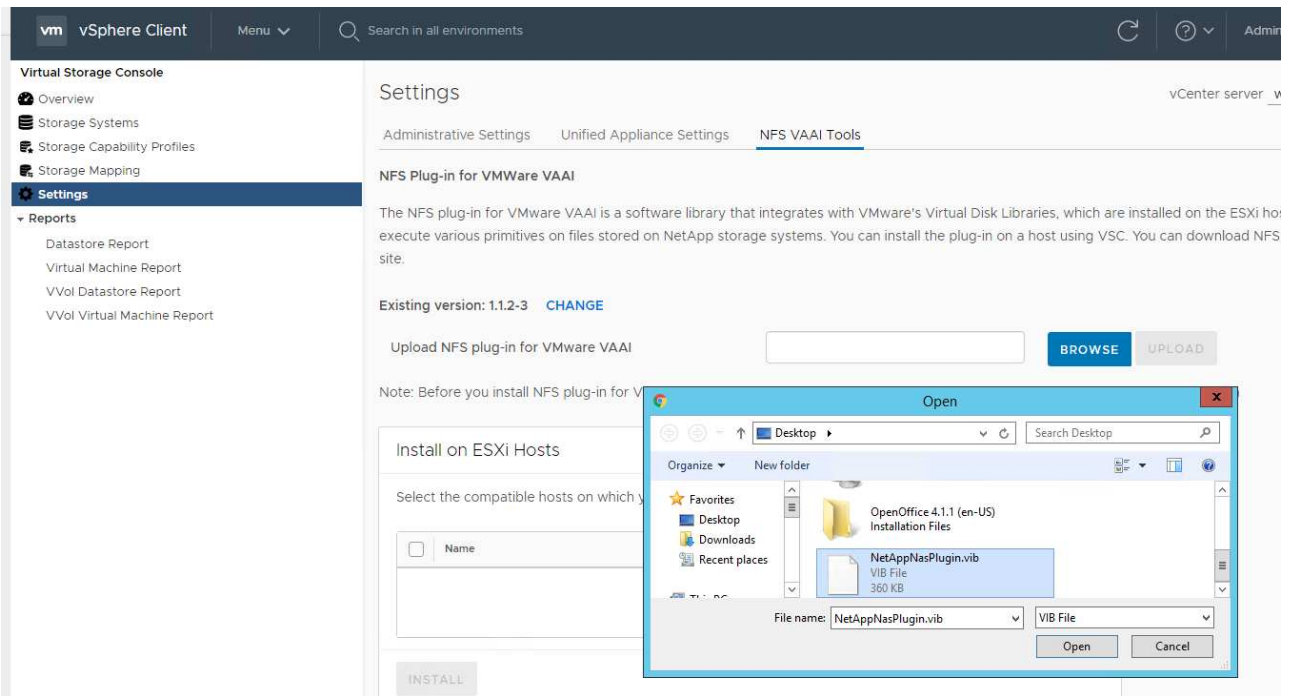 vm vSphere Client Menu Search in all environments Admin
Virtual Storage Console
Overview
Storage Systems
Storage Capability Profiles
Storage Mapping
Settings
Reports
Datastore Report
Virtual Machine Report
VVol Datastore Report
VVol Virtual Machine Report
Settings
vCenter server
Administrative Settings Unified Appliance Settings NFS VAAI Tools
NFS Plug-in for VMWare VAAI
The NFS plug-in for VMware VAAI is a software library that integrates with VMware's Virtual Disk Libraries, which are installed on the ESXi hos
execute various primitives on files stored on NetApp storage systems. You can install the plug-in on a host using VSC. You can download NFS
site.
Existing version: 1.1.2-3 CHANGE
Upload NFS plug-in for VMware VAAI BROWSE UPLOAD
Note: Before you install NFS plug-in for V
Install on ESXi Hosts
Select the compatible hosts on which y
Name
INSTALL
Open x
Desktop Search Desktop
Organize New folder
Favorites
Desktop
Downloads
Recent places
OpenOffice 4.1.1 (en-US)
Installation Files
NetAppNasPlugin.vib
VIB File
360 KB
File name: NetAppNasPlugin.vib VIB File
Open Cancel